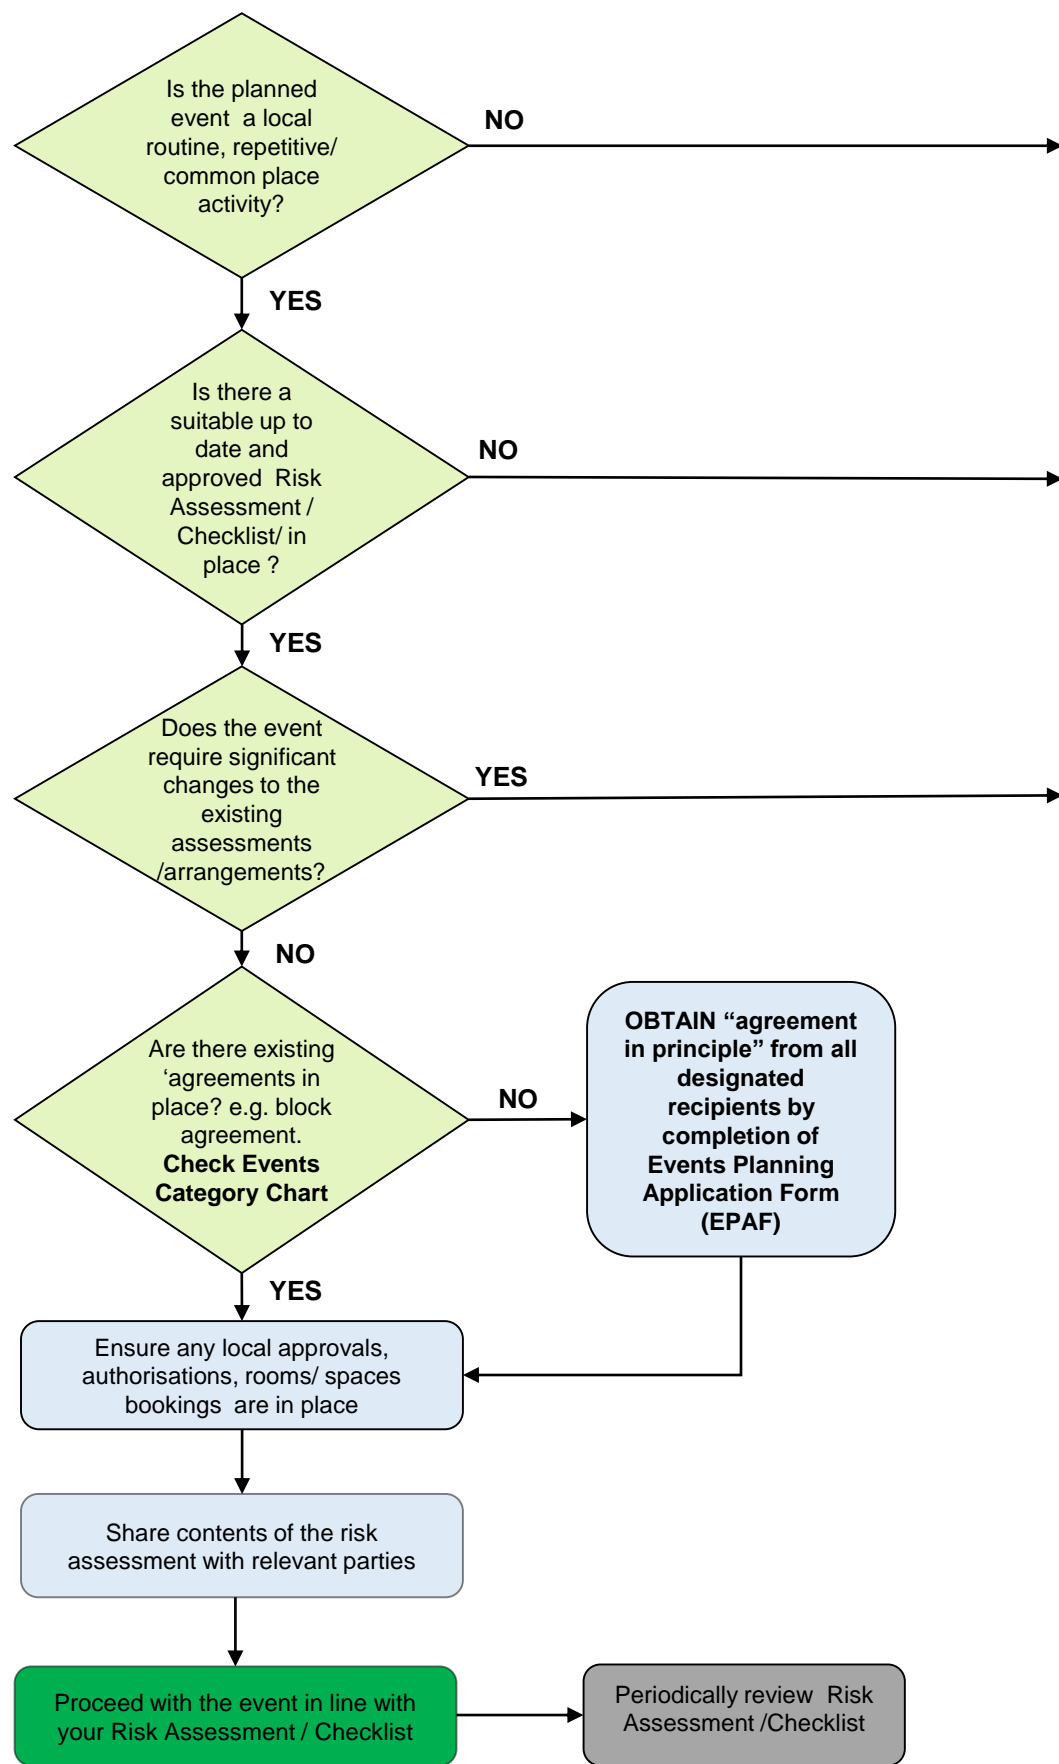 Is the planned
event a local
routine, repetitive/
common place
activity?
NO
YES
Is there a
suitable up to
date and
approved Risk
Assessment /
Checklist/ in
place ?
NO
YES
Does the event
require significant
changes to the
existing
assessments
/arrangements?
YES
NO
Are there existing
‘agreements in
place? e.g. block
agreement.
Check Events
Category Chart
NO
OBTAIN “agreement
in principle” from all
designated
recipients by
completion of
Events Planning
Application Form
(EPAF)
YES
Ensure any local approvals,
authorisations, rooms/ spaces
bookings are in place
Share contents of the risk
assessment with relevant parties
Proceed with the event in line with
your Risk Assessment / Checklist
Periodically review Risk
Assessment /Checklist